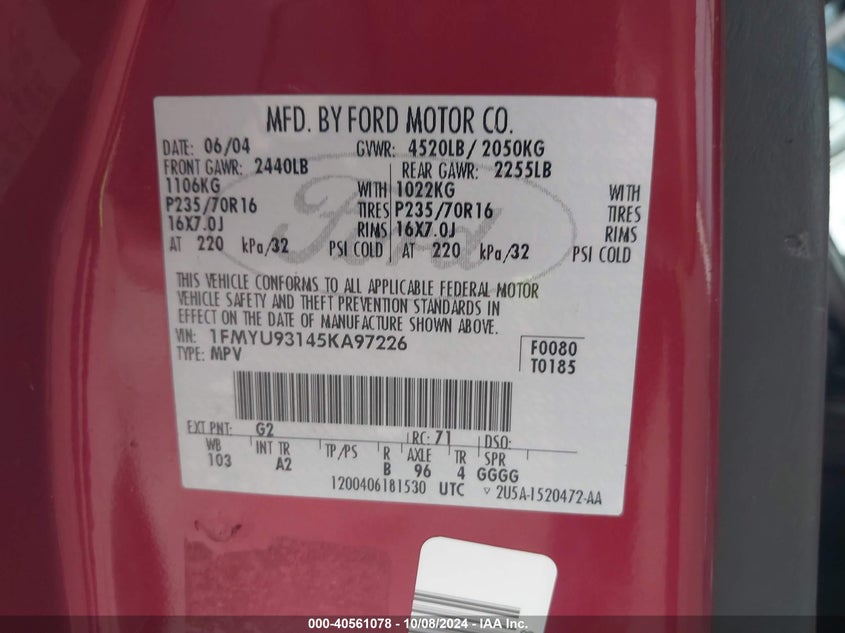 MFD. BY FORD MOTOR CO.
DATE: 06/04 GVWR: 4520LB/ 2050KG
FRONT GAWR: 2440LB REAR GAWR: 2255LB
1106KG WITH 1022KG WITH
P235/70R16 TIRES P235/70R16 TIRES
16X7.0J RIMS 16X7.0J RIMS
AT 220 kPa/32 PSI COLD AT 220 kPa/32 PSI COLD
Ford
THIS VEHICLE CONFORMS TO ALL APPLICABLE FEDERAL MOTOR
VEHICLE SAFETY AND THEFT PREVENTION STANDARDS IN
EFFECT ON THE DATE OF MANUFACTURE SHOWN ABOVE.
VIN: 1FMYU93145KA97226 F0080
TYPE: MPV T0185
EXT PNT: G2 RC: 71 DSO:
WB INT TR TP/PS R AXLE TR SPR
103 A2 B 96 4 GGGG
1200406181530 UTC ▽ 2U5A-1520472-AA
000-40561078 - 10/08/2024 - IAA Inc.